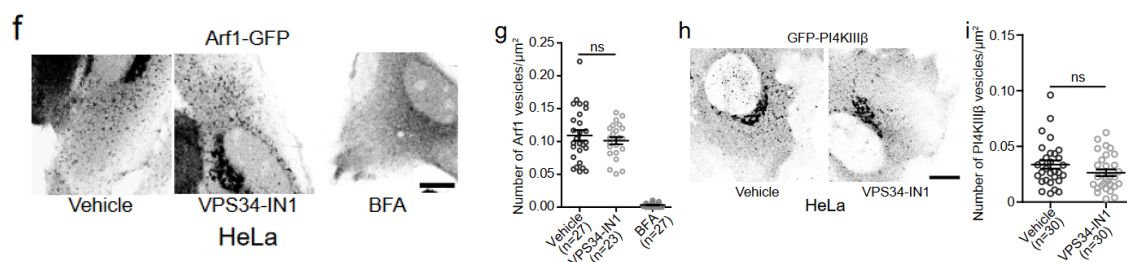 f
Arf1-GFP
Vehicle
VPS34-IN1
BFA
HeLa
g
Number of Arf1 vesicles/µm²
0.25
0.20
0.15
0.10
0.05
0.00
ns
Vehicle
(n=27)
VPS34-IN1
(n=23)
BFA
(n=27)
h
GFP-PI4KIIIβ
Vehicle
VPS34-IN1
HeLa
i
Number of PI4KIIIβ vesicles/µm²
0.15
0.10
0.05
0
ns
Vehicle
(n=30)
VPS34-IN1
(n=30)